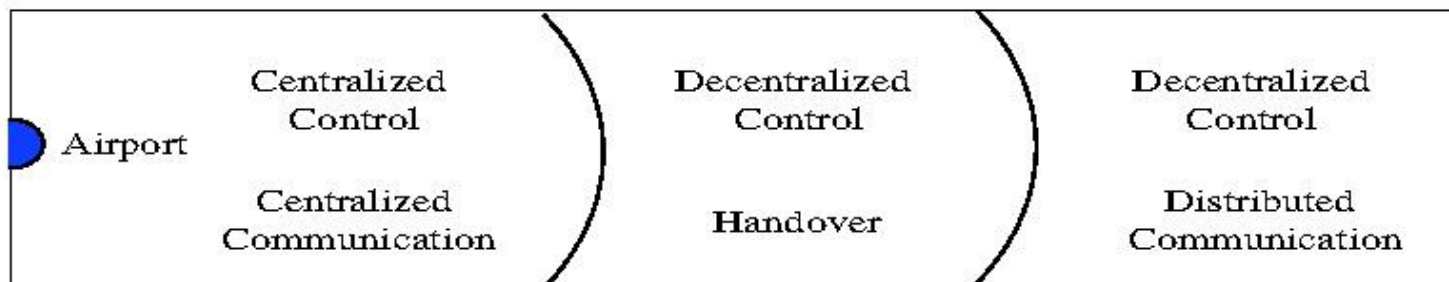 Airport
Centralized
Control
Centralized
Communication
Decentralized
Control
Handover
Decentralized
Control
Distributed
Communication